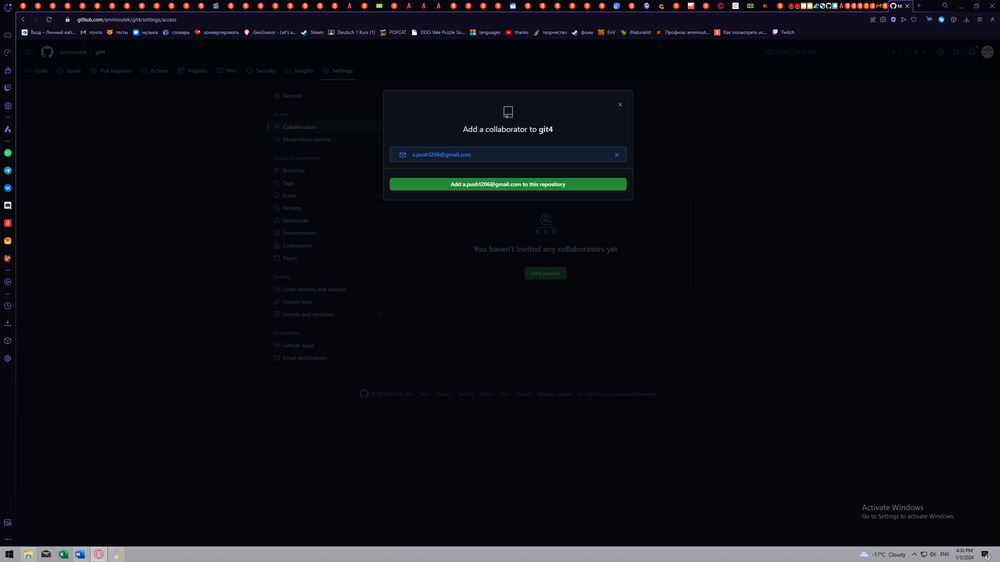 M
github.com/ammioutek/git4/settings/access
Вход – Личный каб... почта тесты музыка словарь конвертировать GeoGuessr - Let's e... Steam Deutsch 1 Kurs (1) POPCAT DDO Vale Puzzle So... languages thanks творчество фоны EnV iNaturalist Профиль: ammiout... Как посмотреть ис... Twitch
ammioutek / git4
Type / to search
Code Issues Pull requests Actions Projects Wiki Security Insights Settings
General
Access
Collaborators
Moderation options
Code and automation
Branches
Tags
Rules
Actions
Webhooks
Environments
Codespaces
Pages
Security
Code security and analysis
Deploy keys
Secrets and variables
Integrations
GitHub Apps
Email notifications
Add a collaborator to git4
a.push1206@gmail.com
Add a.push1206@gmail.com to this repository
You haven't invited any collaborators yet
Add people
© 2024 GitHub, Inc. Terms Privacy Security Status Docs Contact Manage cookies Do not share my personal information
Activate Windows
Go to Settings to activate Windows.
-17°C Cloudy
ENG
4:30 PM
1/5/2024
1